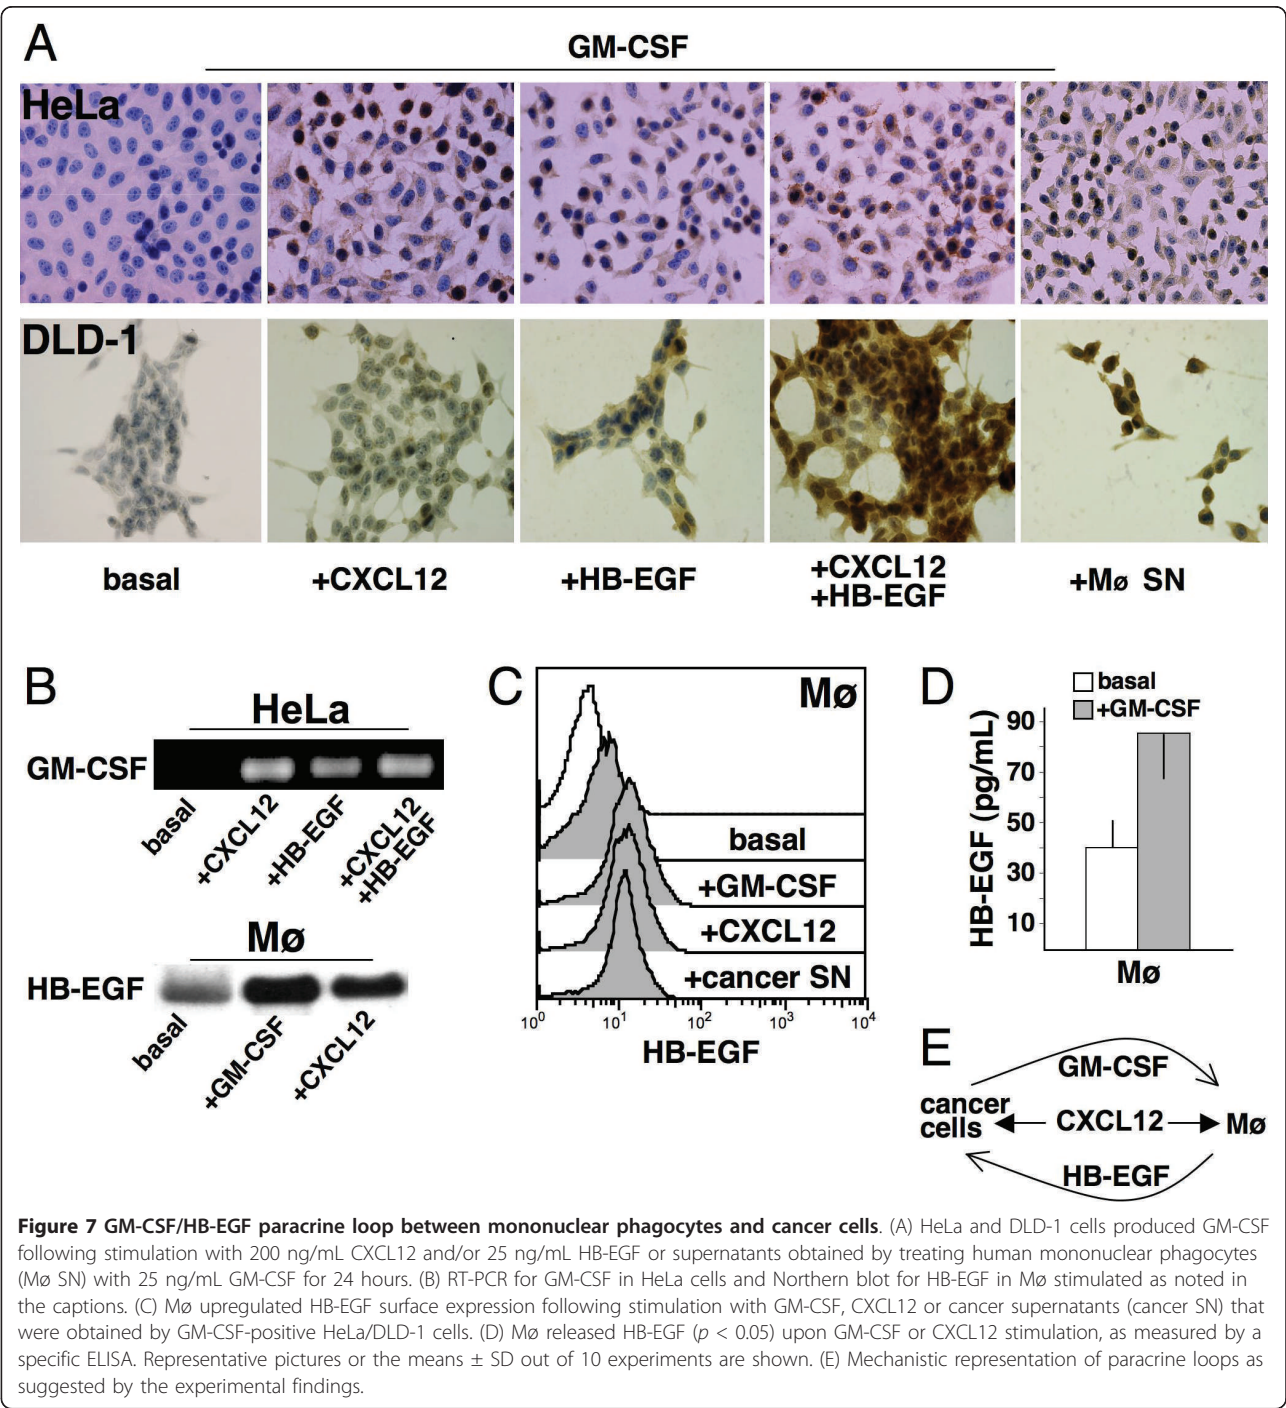 A
GM-CSF
HeLa
DLD-1
basal
+CXCL12
+HB-EGF
+CXCL12
+HB-EGF
+Mø SN
B
HeLa
GM-CSF
basal
+CXCL12
+HB-EGF
+CXCL12
+HB-EGF
Mø
HB-EGF
basal
+GM-CSF
+CXCL12
C
Mø
basal
+GM-CSF
+CXCL12
+cancer SN
10⁰ 10¹ 10² 10³ 10⁴
HB-EGF
D
basal
+GM-CSF
HB-EGF (pg/mL)
90
70
50
30
10
Mø
E
GM-CSF
cancer
cells
CXCL12
Mø
HB-EGF
Figure 7 GM-CSF/HB-EGF paracrine loop between mononuclear phagocytes and cancer cells. (A) HeLa and DLD-1 cells produced GM-CSF
following stimulation with 200 ng/mL CXCL12 and/or 25 ng/mL HB-EGF or supernatants obtained by treating human mononuclear phagocytes
(Mø SN) with 25 ng/mL GM-CSF for 24 hours. (B) RT-PCR for GM-CSF in HeLa cells and Northern blot for HB-EGF in Mø stimulated as noted in
the captions. (C) Mø upregulated HB-EGF surface expression following stimulation with GM-CSF, CXCL12 or cancer supernatants (cancer SN) that
were obtained by GM-CSF-positive HeLa/DLD-1 cells. (D) Mø released HB-EGF (p < 0.05) upon GM-CSF or CXCL12 stimulation, as measured by a
specific ELISA. Representative pictures or the means ± SD out of 10 experiments are shown. (E) Mechanistic representation of paracrine loops as
suggested by the experimental findings.